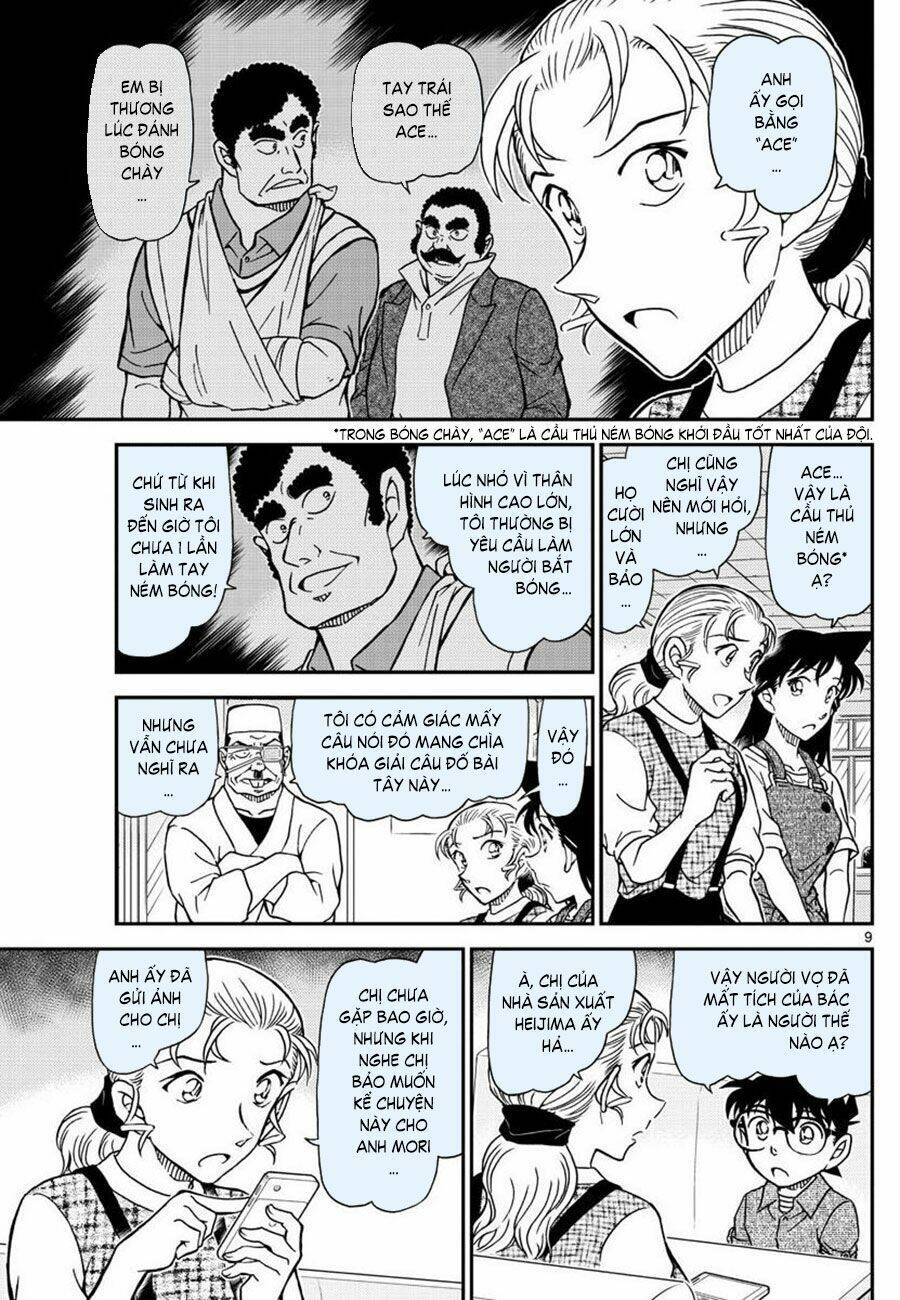 ANH
ẤY GỌI
BẰNG
"ACE"
...
TAY TRÁI
SAO THẾ
ACE...
EM BỊ
THƯƠNG
LÚC ĐÁNH
BÓNG
CHÀY
...
*TRONG BÓNG CHÀY, "ACE" LÀ CẦU THỦ NÉM BÓNG KHỞI ĐẦU TỐT NHẤT CỦA ĐỘI.
ACE...
VẬY LÀ
CẦU THỦ
NÉM
BÓNG*
Ạ?
CHỊ CŨNG
NGHĨ VẬY
NÊN MỚI HỎI,
NHƯNG
...
HỌ
CƯỜI
LỚN
VÀ BẢO
...
LÚC NHỎ VÌ THÂN
HÌNH CAO LỚN,
TÔI THƯỜNG BỊ
YÊU CẦU LÀM
NGƯỜI BẮT
BÓNG...
CHỨ TỪ KHI
SINH RA
ĐẾN GIỜ TÔI
CHƯA 1 LẦN
LÀM TAY
NÉM BÓNG!
VẬY
ĐÓ
...
TÔI CÓ CẢM GIÁC MẤY
CÂU NÓI ĐÓ MANG CHÌA
KHÓA GIẢI CÂU ĐỐ BÀI
TÂY NÀY...
NHƯNG
VẪN CHƯA
NGHĨ RA
...
9
VẬY NGƯỜI VỢ ĐÃ
MẤT TÍCH CỦA BÁC
ẤY LÀ NGƯỜI THẾ
NÀO Ạ?
À, CHỊ CỦA
NHÀ SẢN XUẤT
HEIJIMA ẤY
HẢ...
CHỊ CHƯA
GẶP BAO GIỜ,
NHƯNG KHI
NGHE CHỊ
BẢO MUỐN
KỂ CHUYỆN
NÀY CHO
ANH MORI
...
ANH ẤY ĐÃ
GỬI ẢNH
CHO CHỊ
...